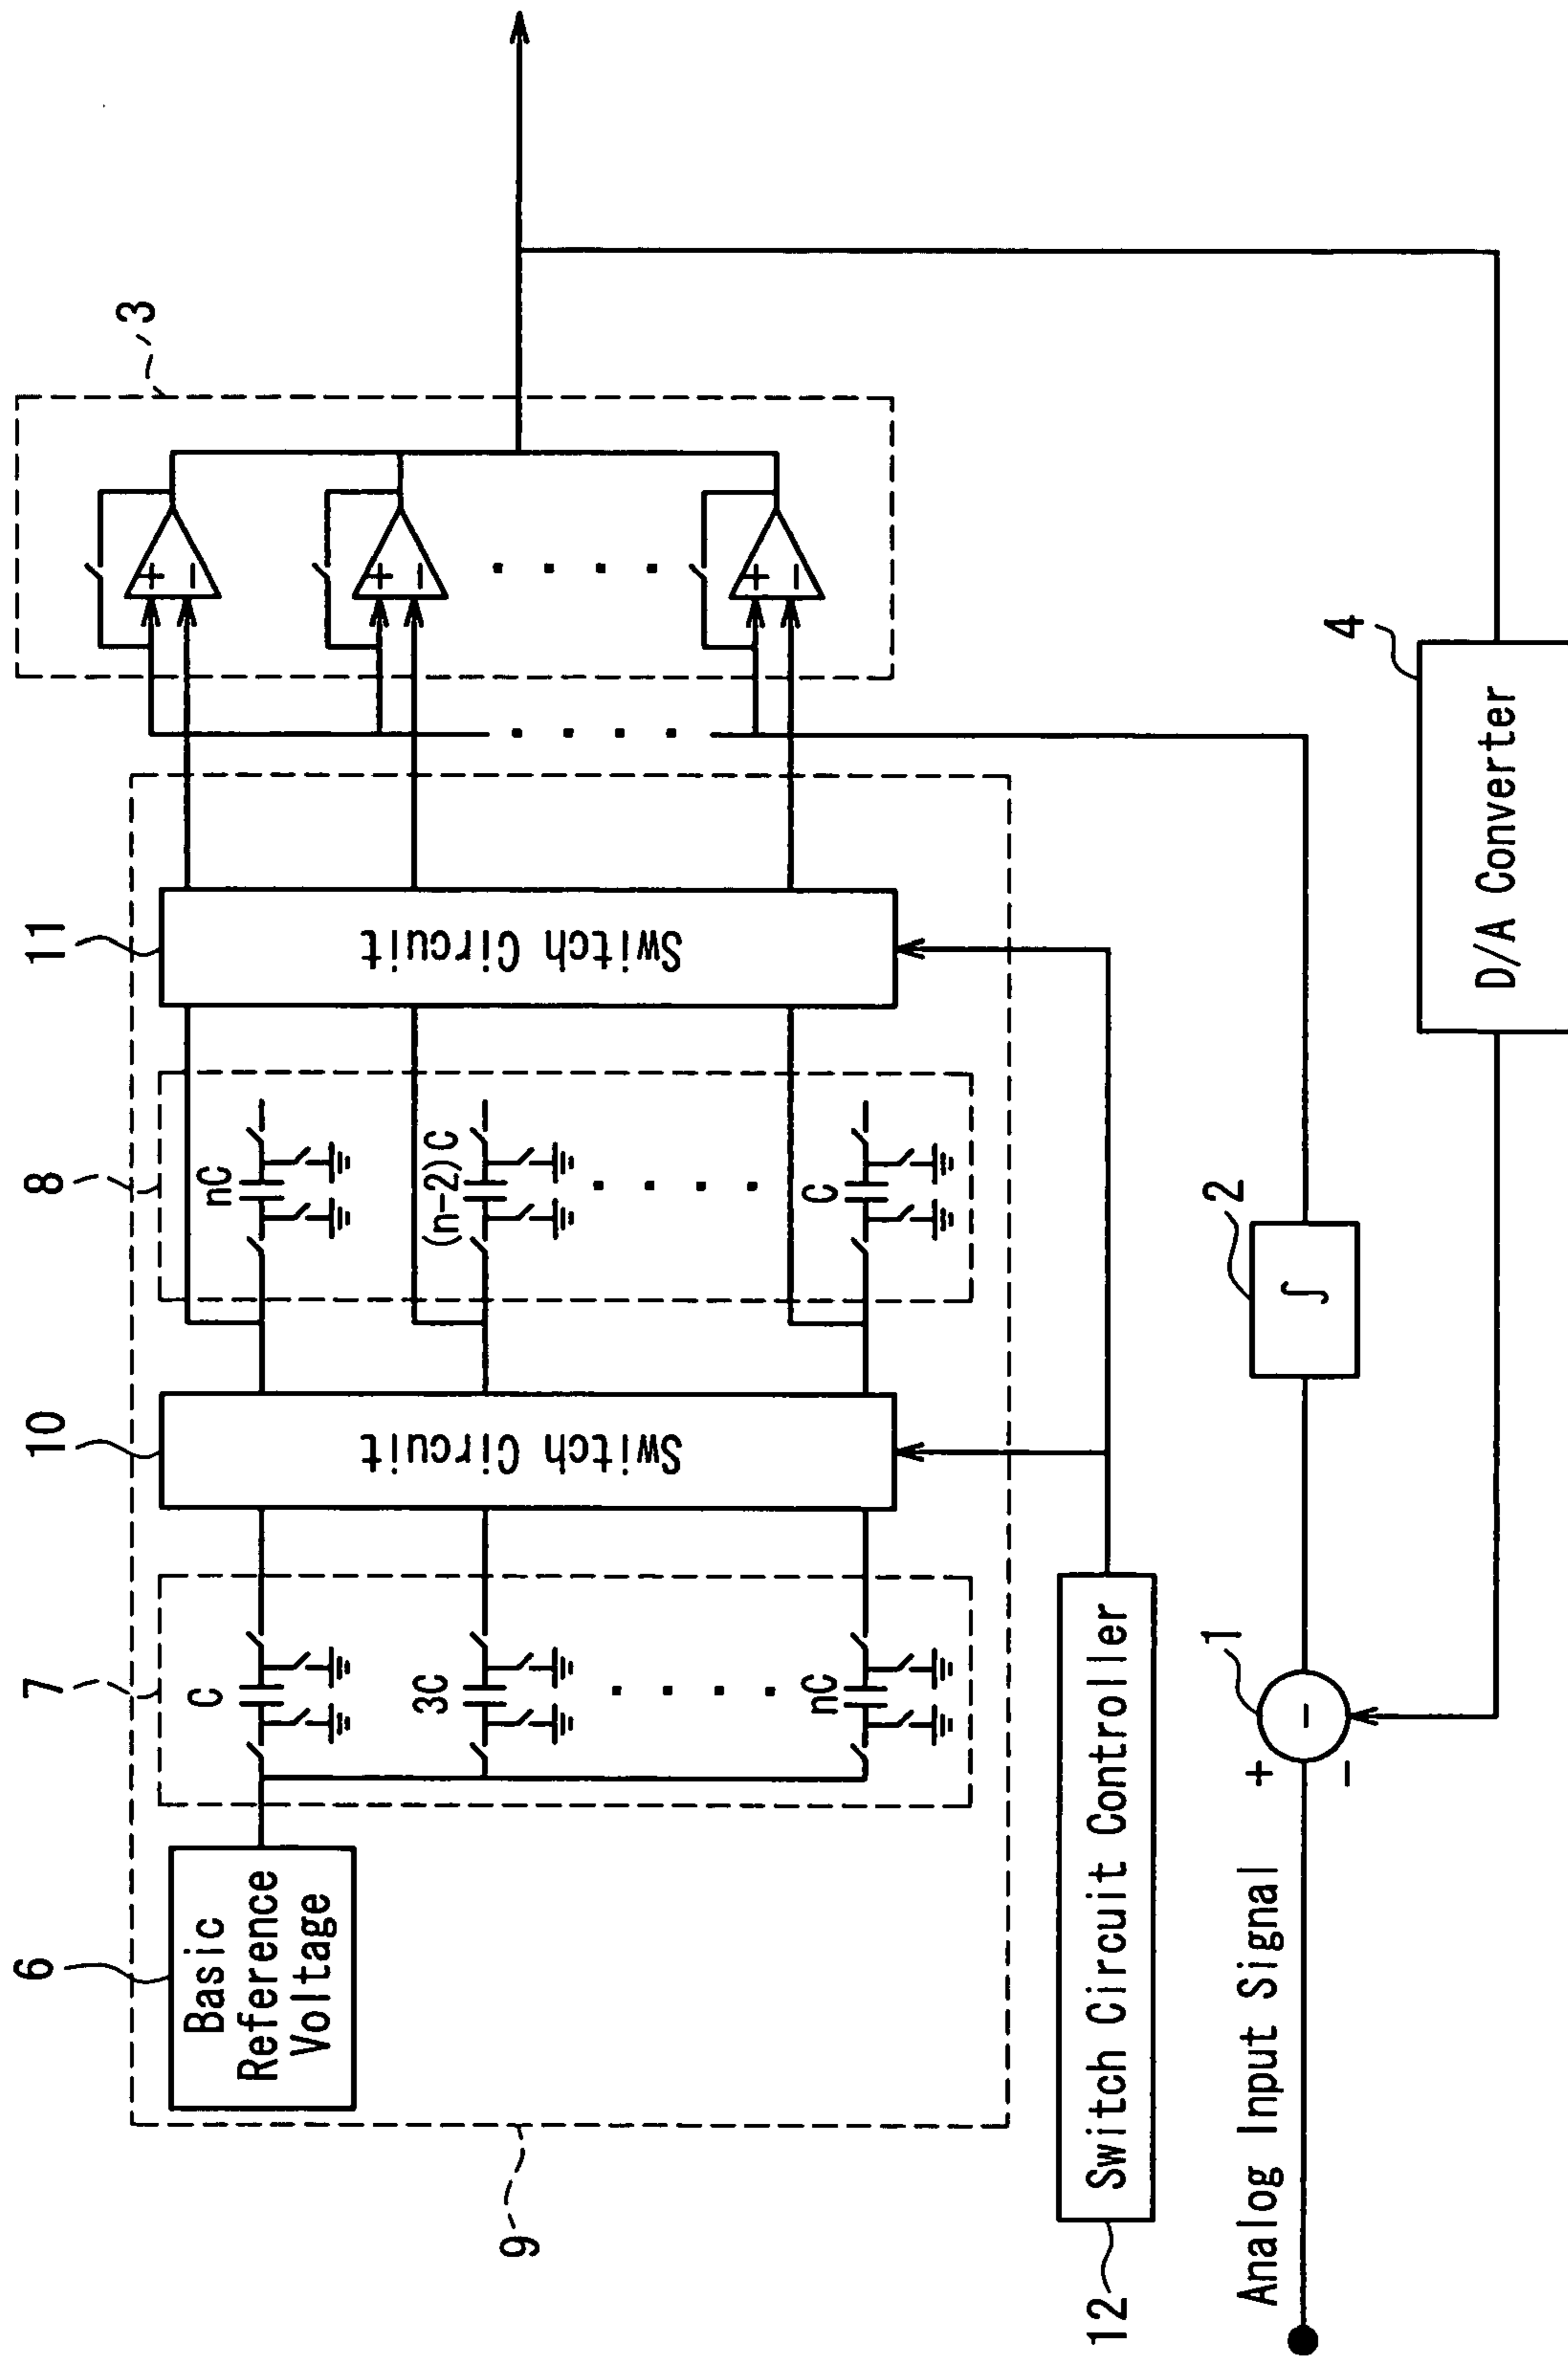 9
6
Basic
Reference
Voltage
7
C
3C
nC
10
Switch Circuit
8
nC
(n-2)C
C
11
Switch Circuit
3
+
−
+
−
+
−
12
Switch Circuit Controller
Analog Input Signal
+
−
−
1
2
∫
4
D/A Converter